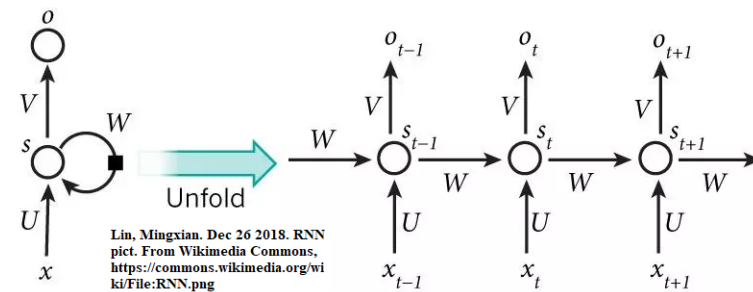 o
V
W
s
U
x
Unfold
Lin, Mingxian. Dec 26 2018. RNN
pict. From Wikimedia Commons,
https://commons.wikimedia.org/wi
ki/File:RNN.png
o t-1 o t o t+1
V V V
W s t-1 s t s t+1
W W W
U U U
x t-1 x t x t+1